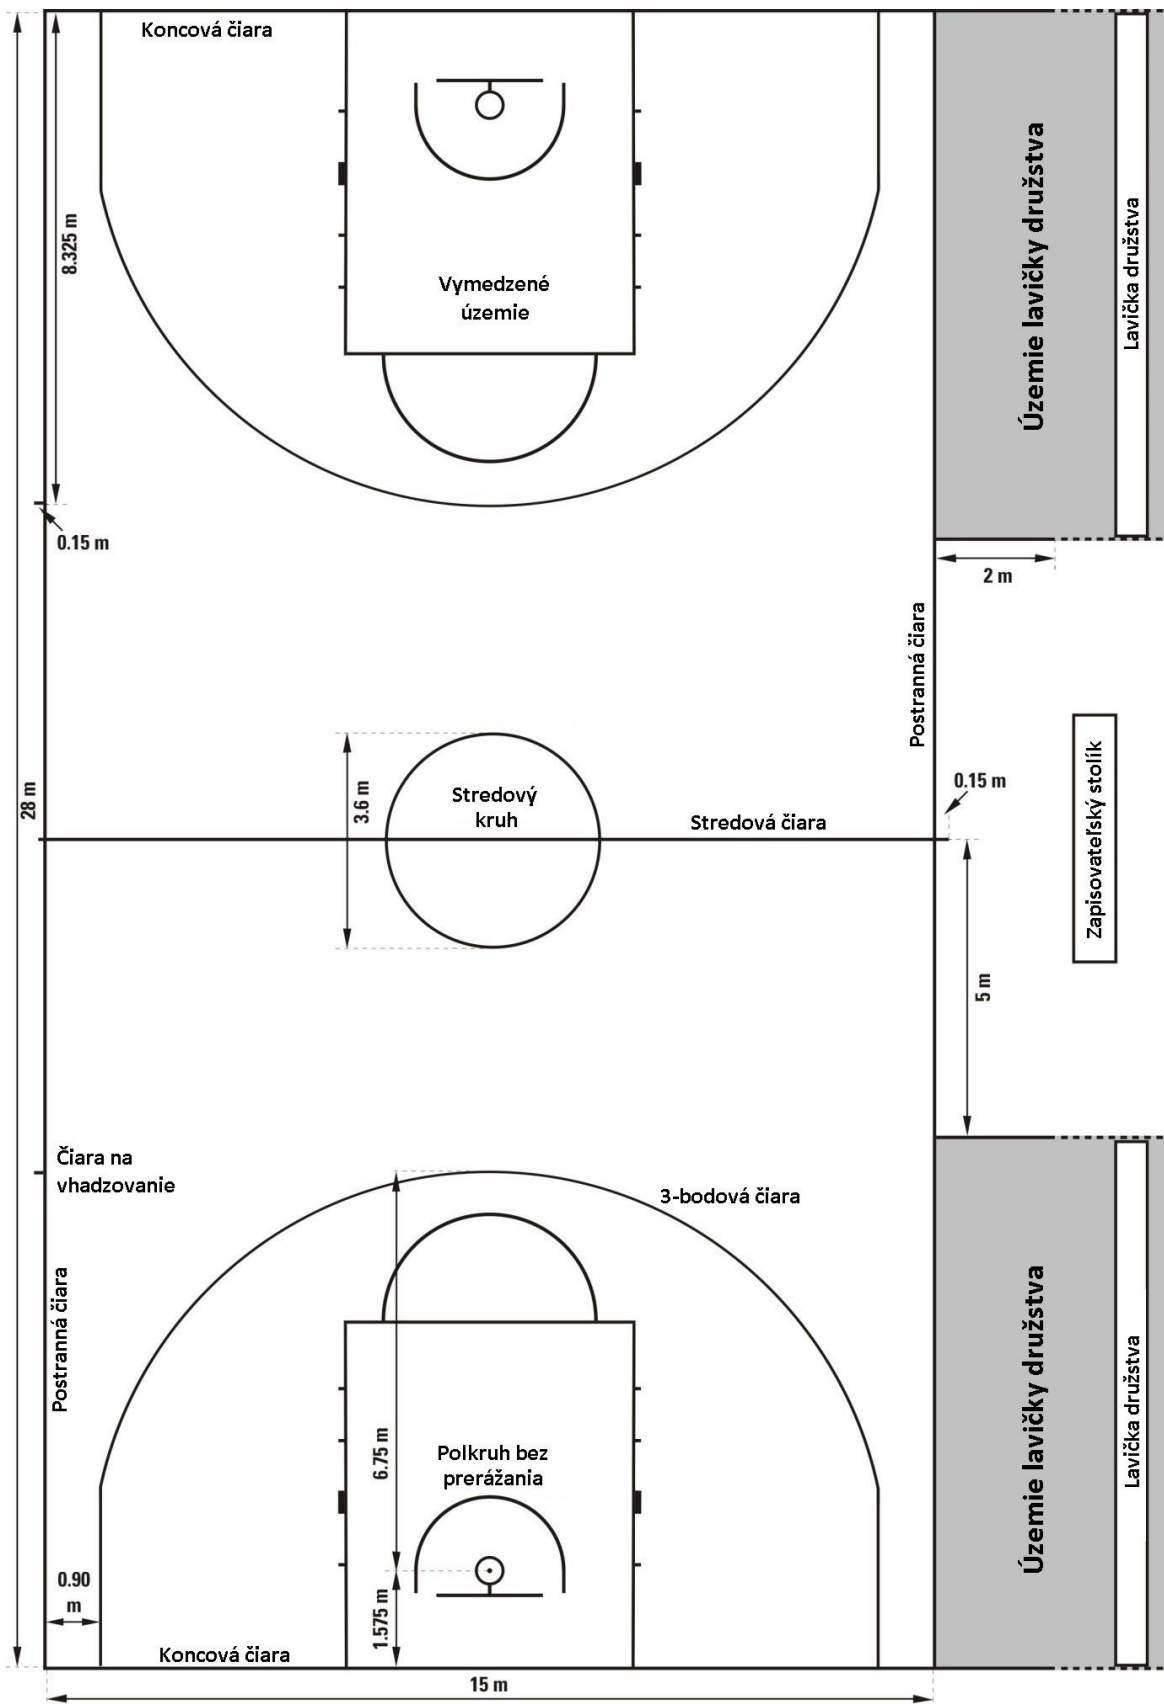 Koncová čiara
8.325 m
Vymedzené
územie
Územie lavičky družstva
Lavička družstva
0.15 m
2 m
Postranná čiara
28 m
3.6 m
Stredový
kruh
Stredová čiara
0.15 m
Zapisovateľský stolík
5 m
Čiara na
vhadzovanie
3-bodová čiara
Postranná čiara
6.75 m
Polkruh bez
prerážania
Územie lavičky družstva
Lavička družstva
0.90
m
1.575 m
Koncová čiara
15 m